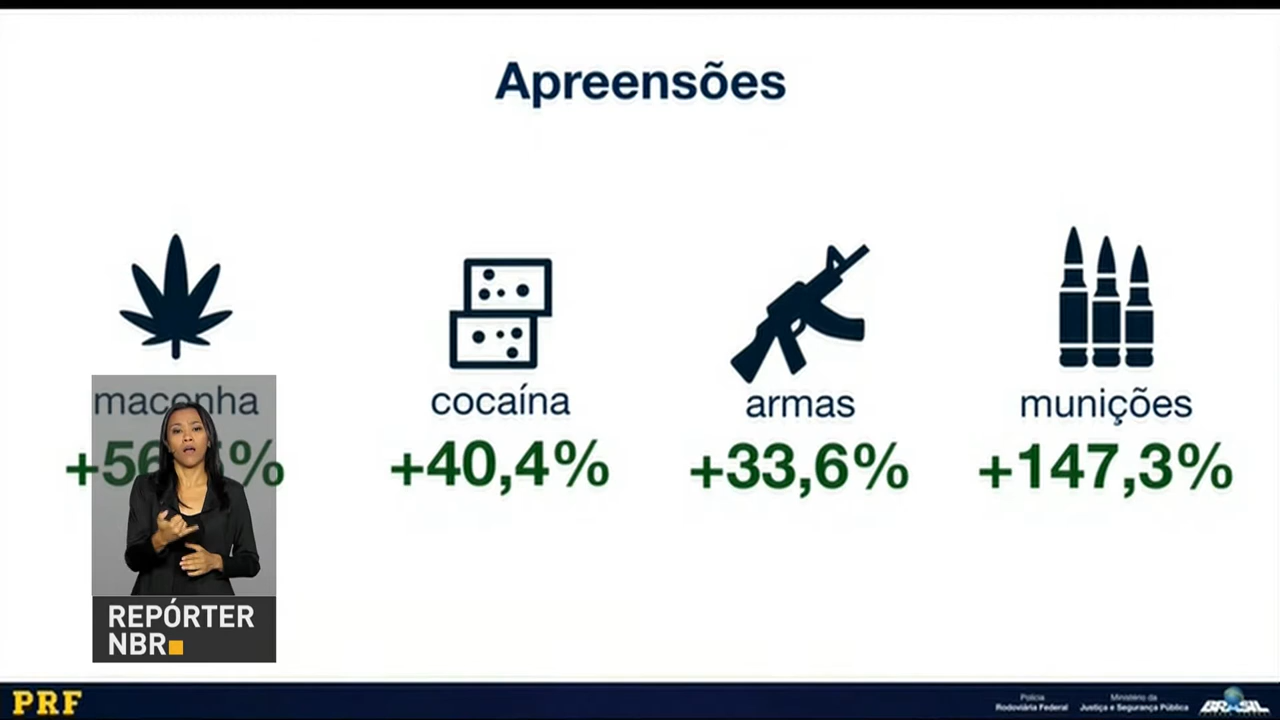 Apreensões
maconha
cocaína
armas
munições
+40,4%
+33,6%
+147,3%
REPÓRTER
NBR
PRF
Polícia
Rodoviária Federal
Ministério da
Justiça e Segurança Pública
BRASIL